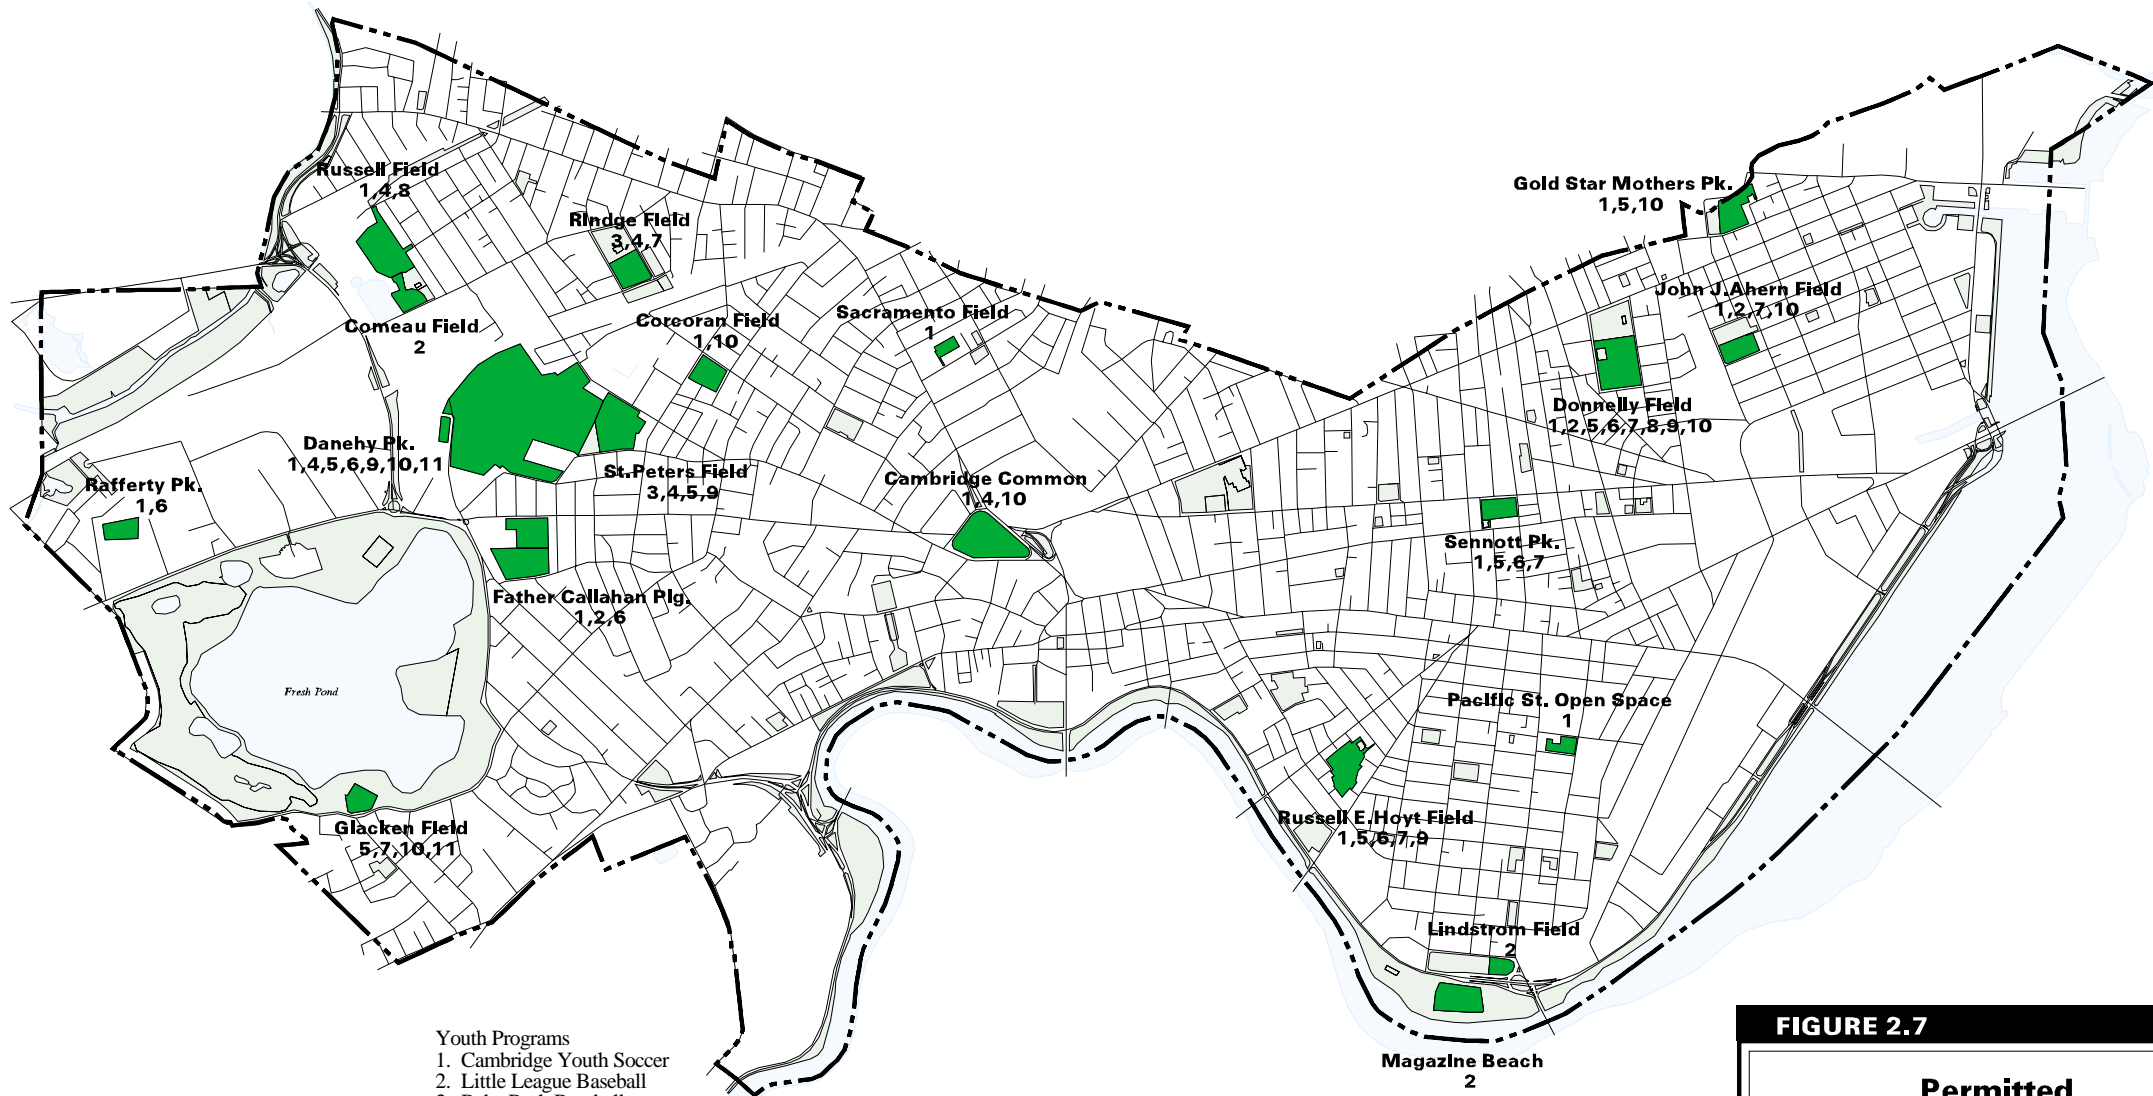 Russell Field
1,4,8
Rindge Field
3,4,7
Gold Star Mothers Pk.
1,5,10
John J. Ahern Field
1,2,7,10
Comeau Field
2
Corcoran Field
1,10
Sacramento Field
1
Donnelly Field
1,2,5,6,7,8,9,10
Danehy Pk.
1,4,5,6,9,10,11
St. Peters Field
3,4,5,9
Cambridge Common
1,4,10
Rafferty Pk.
1,6
Sennott Pk.
1,5,6,7
Father Callahan Plg.
1,2,6
Fresh Pond
Pacific St. Open Space
1
Glacken Field
5,7,10,11
Russell E. Hoyt Field
1,5,6,7,9
Lindstrom Field
2
Magazine Beach
2
Youth Programs
1. Cambridge Youth Soccer
2. Little League Baseball
FIGURE 2.7
Permitted